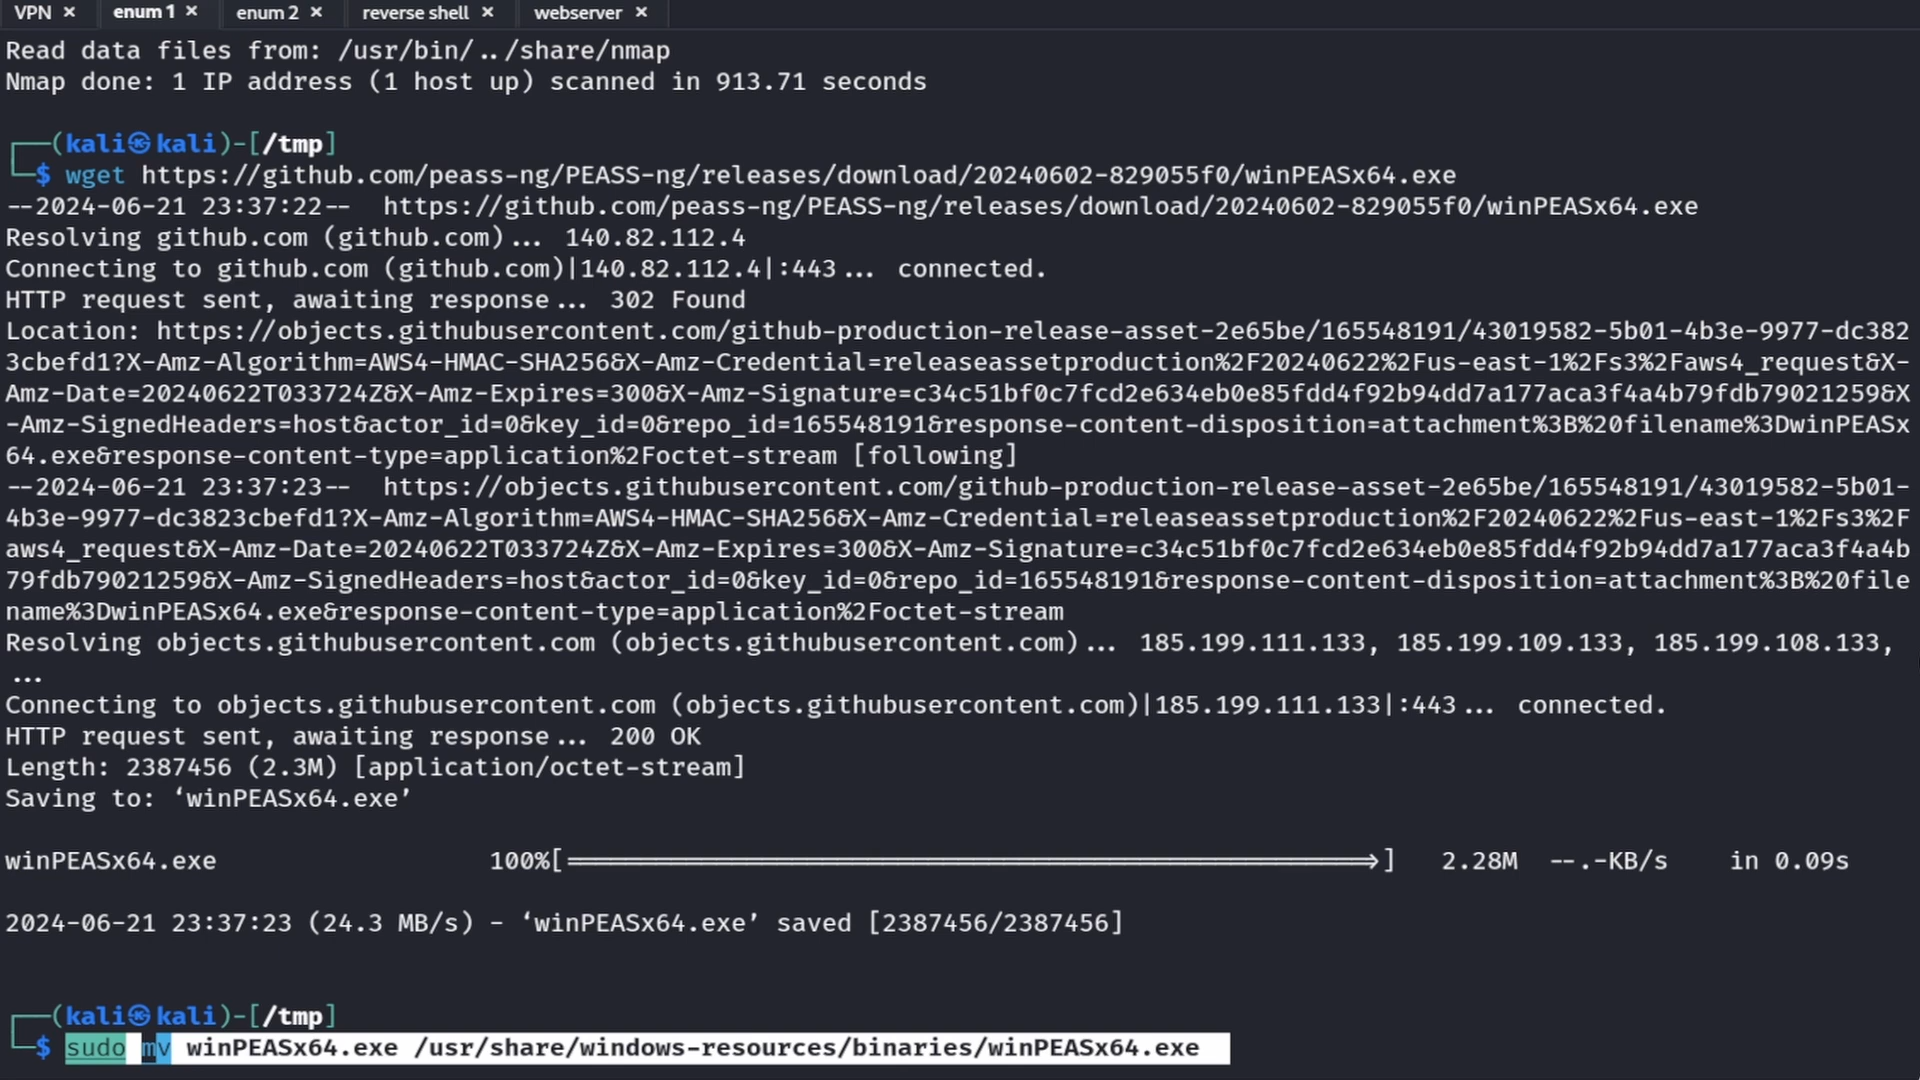 VPN × enum 1 × enum 2 × reverse shell × webserver ×
Read data files from: /usr/bin/../share/nmap
Nmap done: 1 IP address (1 host up) scanned in 913.71 seconds
┌──(kali㉿kali)-[/tmp]
└─$ wget https://github.com/peass-ng/PEASS-ng/releases/download/20240602-829055f0/winPEASx64.exe
--2024-06-21 23:37:22-- https://github.com/peass-ng/PEASS-ng/releases/download/20240602-829055f0/winPEASx64.exe
Resolving github.com (github.com)... 140.82.112.4
Connecting to github.com (github.com)|140.82.112.4|:443... connected.
HTTP request sent, awaiting response... 302 Found
Location: https://objects.githubusercontent.com/github-production-release-asset-2e65be/165548191/43019582-5b01-4b3e-9977-dc382
3cbefd1?X-Amz-Algorithm=AWS4-HMAC-SHA256&X-Amz-Credential=releaseassetproduction%2F20240622%2Fus-east-1%2Fs3%2Faws4_request&X-
Amz-Date=20240622T033724Z&X-Amz-Expires=300&X-Amz-Signature=c34c51bf0c7fcd2e634eb0e85fdd4f92b94dd7a177aca3f4a4b79fdb79021259&X
-Amz-SignedHeaders=host&actor_id=0&key_id=0&repo_id=165548191&response-content-disposition=attachment%3B%20filename%3DwinPEASx
64.exe&response-content-type=application%2Foctet-stream [following]
--2024-06-21 23:37:23-- https://objects.githubusercontent.com/github-production-release-asset-2e65be/165548191/43019582-5b01-
4b3e-9977-dc3823cbefd1?X-Amz-Algorithm=AWS4-HMAC-SHA256&X-Amz-Credential=releaseassetproduction%2F20240622%2Fus-east-1%2Fs3%2F
aws4_request&X-Amz-Date=20240622T033724Z&X-Amz-Expires=300&X-Amz-Signature=c34c51bf0c7fcd2e634eb0e85fdd4f92b94dd7a177aca3f4a4b
79fdb79021259&X-Amz-SignedHeaders=host&actor_id=0&key_id=0&repo_id=165548191&response-content-disposition=attachment%3B%20file
name%3DwinPEASx64.exe&response-content-type=application%2Foctet-stream
Resolving objects.githubusercontent.com (objects.githubusercontent.com)... 185.199.111.133, 185.199.109.133, 185.199.108.133,
...
Connecting to objects.githubusercontent.com (objects.githubusercontent.com)|185.199.111.133|:443... connected.
HTTP request sent, awaiting response... 200 OK
Length: 2387456 (2.3M) [application/octet-stream]
Saving to: ‘winPEASx64.exe’
winPEASx64.exe 100%[===================================================>] 2.28M --.-KB/s in 0.09s
2024-06-21 23:37:23 (24.3 MB/s) - ‘winPEASx64.exe’ saved [2387456/2387456]
┌──(kali㉿kali)-[/tmp]
└─$ sudo mv winPEASx64.exe /usr/share/windows-resources/binaries/winPEASx64.exe